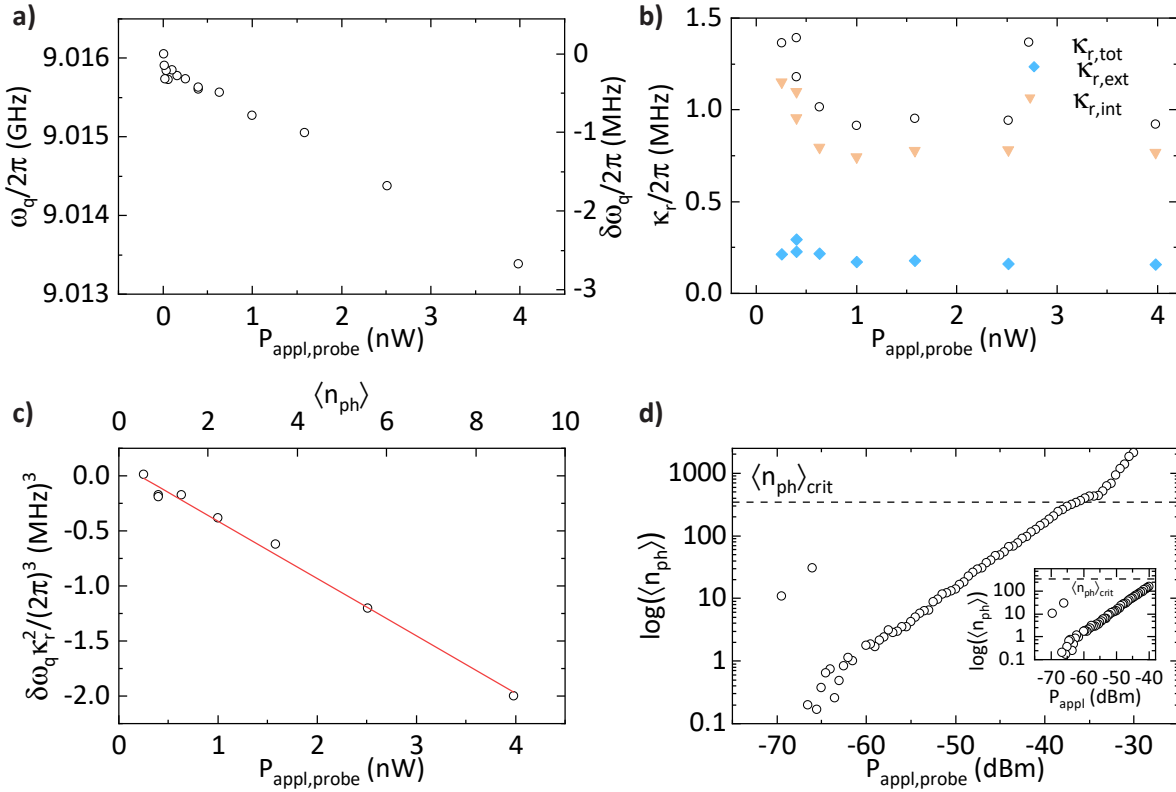 a)
9.016
9.015
9.014
9.013
ω_q/2π (GHz)
0
-1
-2
-3
δω_q/2π (MHz)
0 1 2 3 4
P_appl,probe (nW)
b)
1.5
1.0
0.5
0.0
κ_r/2π (MHz)
κ_r,tot
κ_r,ext
κ_r,int
0 1 2 3 4
P_appl,probe (nW)
c)
⟨n_ph⟩
0 2 4 6 8 10
0.0
-0.5
-1.0
-1.5
-2.0
δω_q κ_r^2/(2π)^3 (MHz)^3
0 1 2 3 4
P_appl,probe (nW)
d)
1000
100
10
1
0.1
log(⟨n_ph⟩)
⟨n_ph⟩_crit
-70 -60 -50 -40 -30
P_appl,probe (dBm)
100
10
1
0.1
log(⟨n_ph⟩)
⟨n_ph⟩_crit
-70 -60 -50 -40
P_appl (dBm)